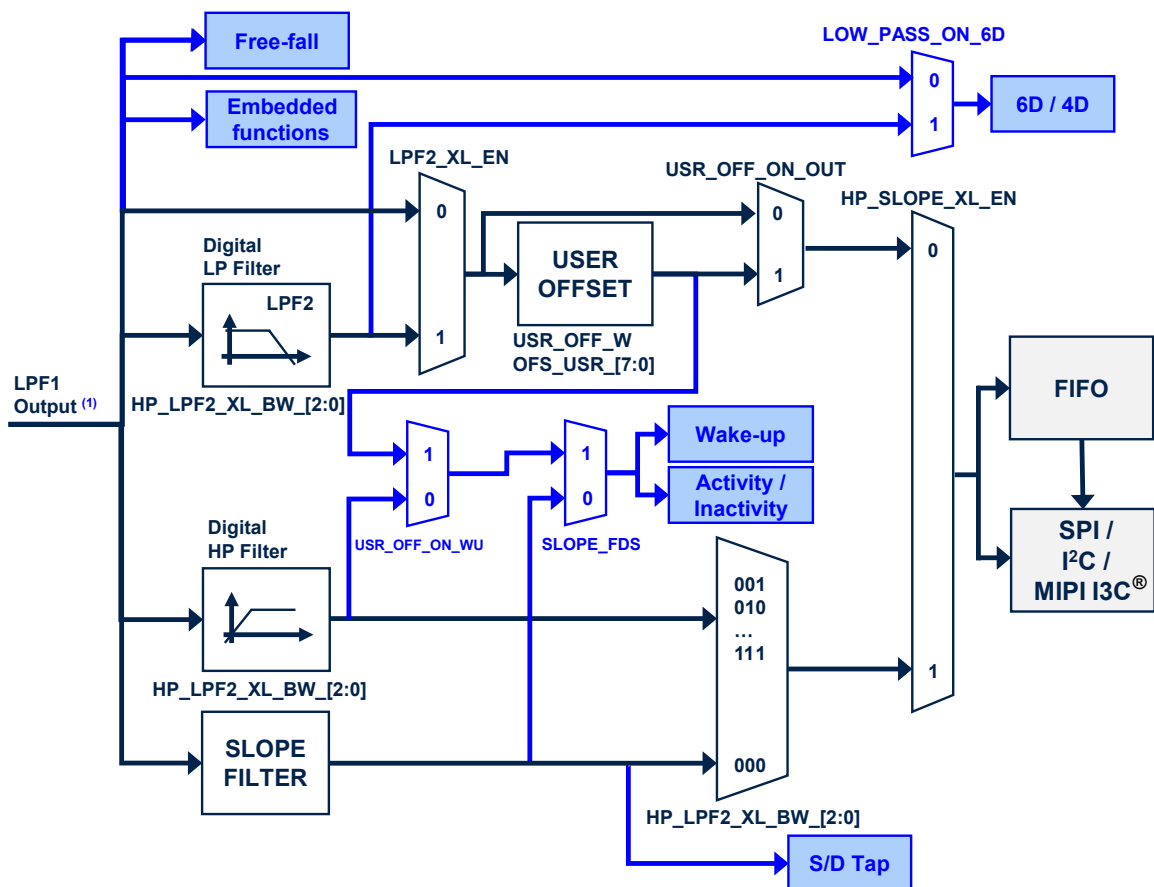 Free-fall
LOW_PASS_ON_6D
0
1
6D / 4D
Embedded
functions
LPF2_XL_EN
0
1
USR_OFF_ON_OUT
0
1
HP_SLOPE_XL_EN
0
1
Digital
LP Filter
LPF2
HP_LPF2_XL_BW_[2:0]
USER
OFFSET
USR_OFF_W
OFS_USR_[7:0]
LPF1
Output (1)
FIFO
1
0
USR_OFF_ON_WU
1
0
SLOPE_FDS
Wake-up
Activity /
Inactivity
SPI /
I²C /
MIPI I3C®
Digital
HP Filter
HP_LPF2_XL_BW_[2:0]
001
010
...
111
000
HP_LPF2_XL_BW_[2:0]
SLOPE
FILTER
S/D Tap